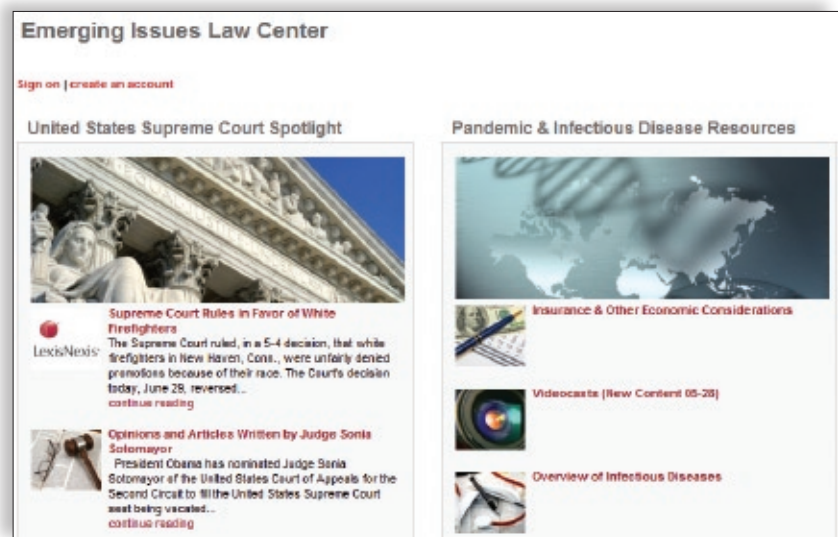 Emerging Issues Law Center
Sign on | create an account
United States Supreme Court Spotlight
EQUAL JUSTICE
LexisNexis
Supreme Court Rules in Favor of White
Firefighters
The Supreme Court ruled, in a 5-4 decision, that white
firefighters in New Haven, Conn., were unfairly denied
promotions because of their race. The Court's decision
today, June 29, reversed...
continue reading
Opinions and Articles Written by Judge Sonia
Sotomayor
President Obama has nominated Judge Sonia
Sotomayor of the United States Court of Appeals for the
Second Circuit to fill the United States Supreme Court
seat being vacated...
continue reading
Pandemic & Infectious Disease Resources
Insurance & Other Economic Considerations
Videocasts (New Content 05-28)
Overview of Infectious Diseases